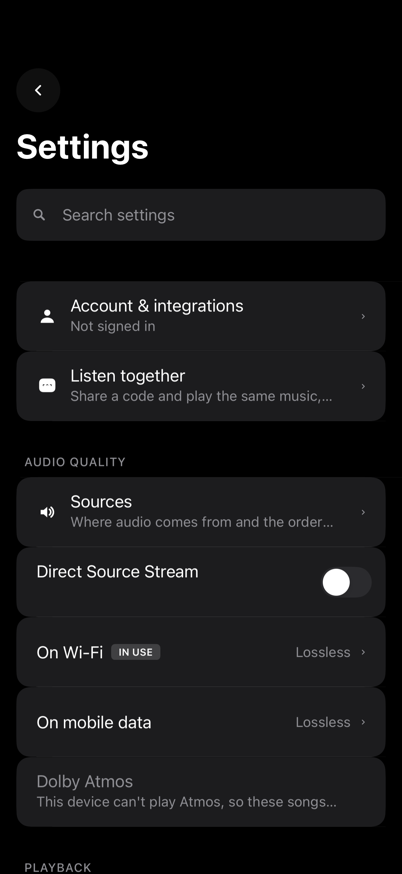 Settings
Search settings
Account & integrations
Not signed in
Listen together
Share a code and play the same music,...
AUDIO QUALITY
Sources
Where audio comes from and the order...
Direct Source Stream
On Wi-Fi IN USE Lossless
On mobile data Lossless
Dolby Atmos
This device can't play Atmos, so these songs...
PLAYBACK